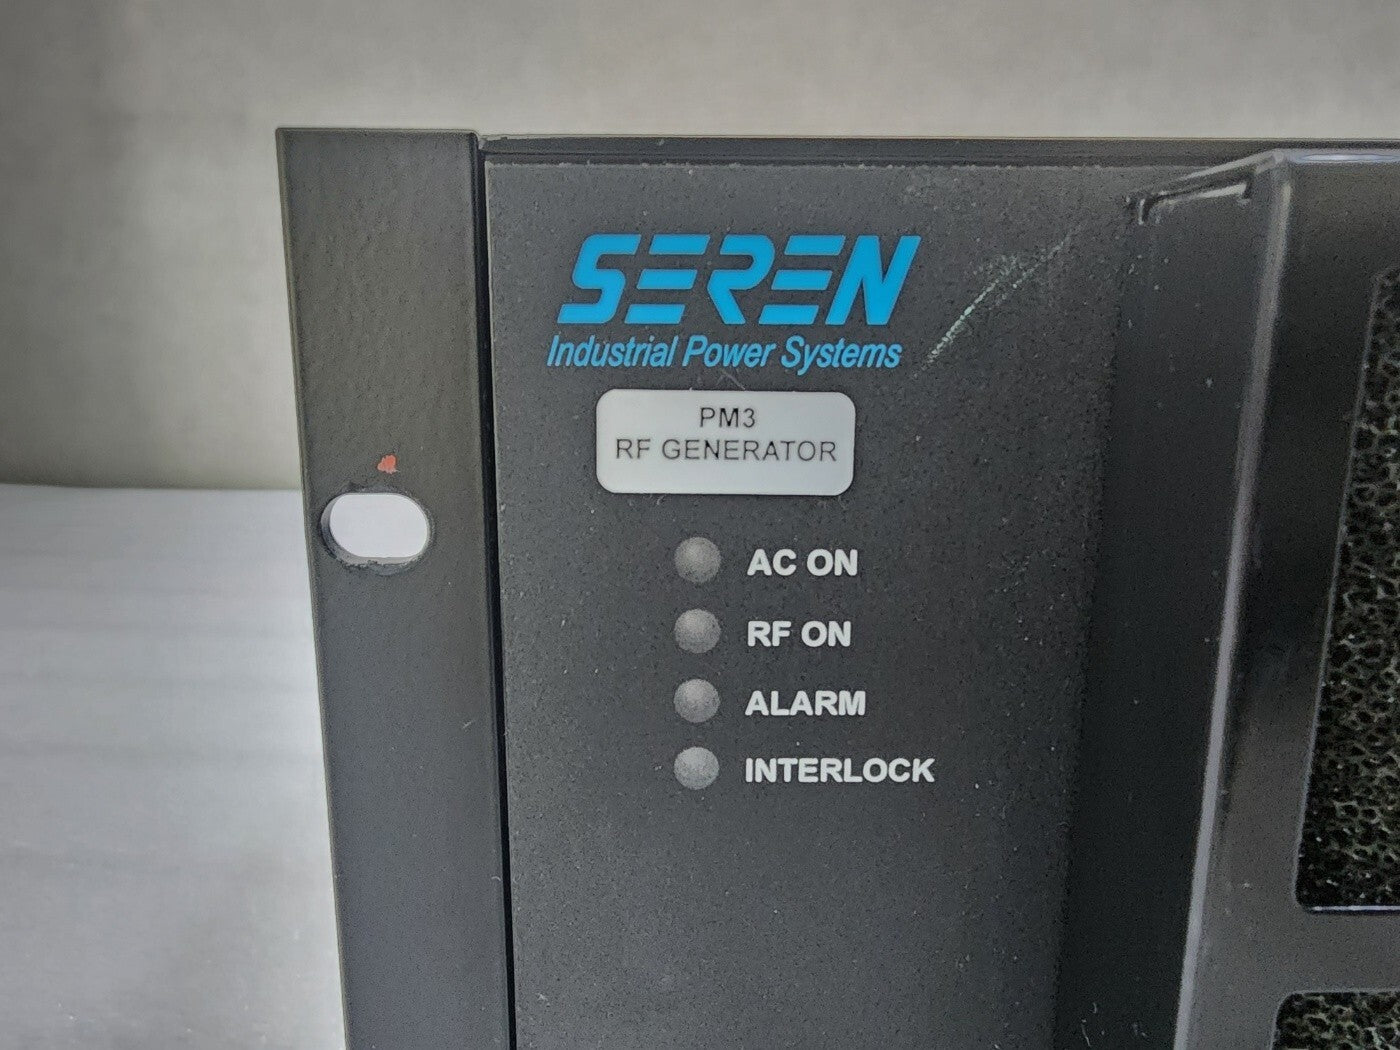 SEREN
Industrial Power Systems
PM3
RF GENERATOR
AC ON
RF ON
ALARM
INTERLOCK